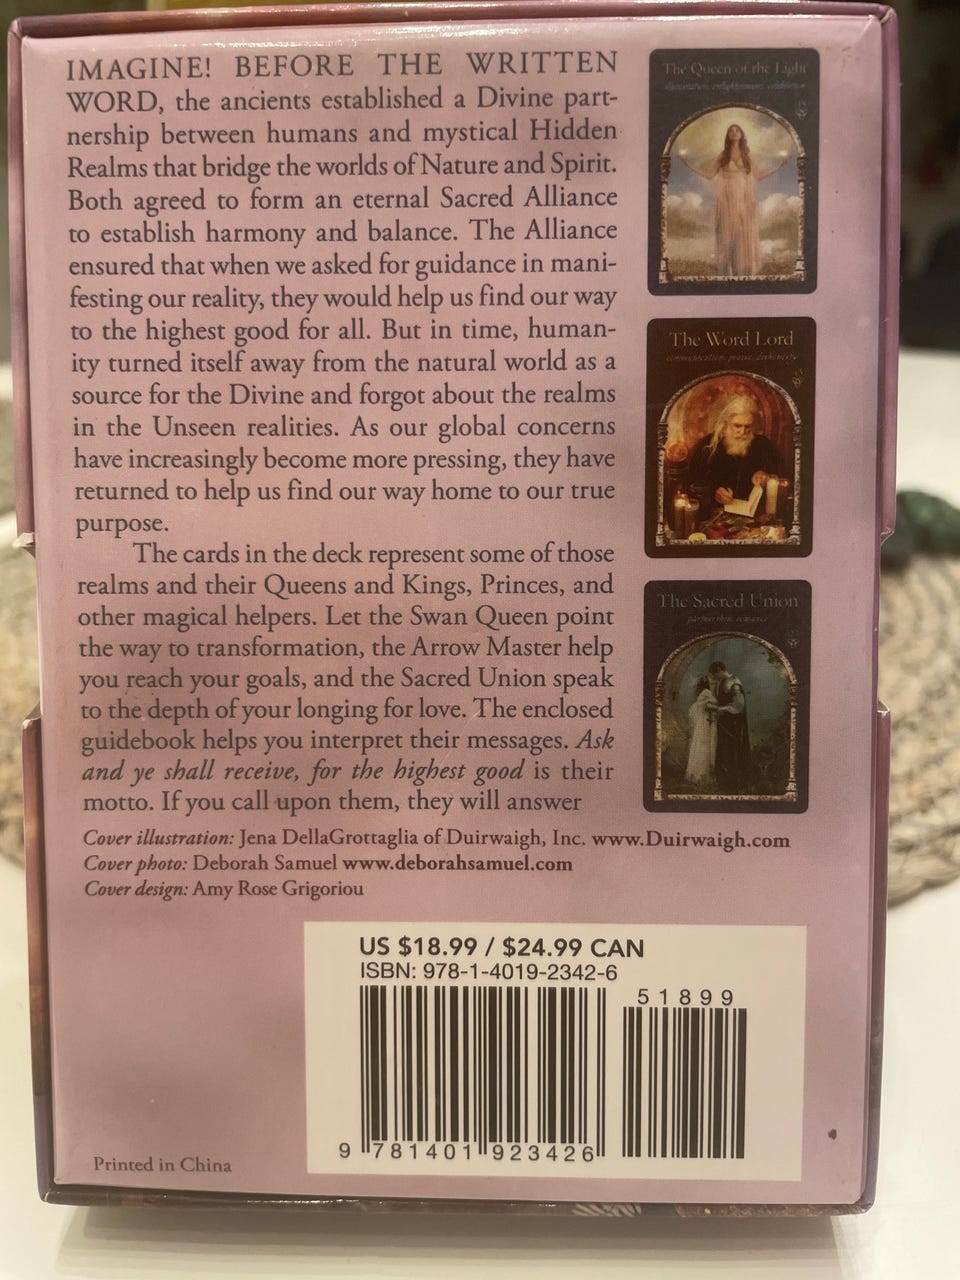 IMAGINE! BEFORE THE WRITTEN
WORD, the ancients established a Divine part-
nership between humans and mystical Hidden
Realms that bridge the worlds of Nature and Spirit.
Both agreed to form an eternal Sacred Alliance
to establish harmony and balance. The Alliance
ensured that when we asked for guidance in mani-
festing our reality, they would help us find our way
to the highest good for all. But in time, human-
ity turned itself away from the natural world as a
source for the Divine and forgot about the realms
in the Unseen realities. As our global concerns
have increasingly become more pressing, they have
returned to help us find our way home to our true
purpose.
The cards in the deck represent some of those
realms and their Queens and Kings, Princes, and
other magical helpers. Let the Swan Queen point
the way to transformation, the Arrow Master help
you reach your goals, and the Sacred Union speak
to the depth of your longing for love. The enclosed
guidebook helps you interpret their messages. Ask
and ye shall receive, for the highest good is their
motto. If you call upon them, they will answer
Cover illustration: Jena DellaGrottaglia of Duirwaigh, Inc. www.Duirwaigh.com
Cover photo: Deborah Samuel www.deborahsamuel.com
Cover design: Amy Rose Grigoriou
The Queen of the Light
The Word Lord
The Sacred Union
partnership, romance
US $18.99 / $24.99 CAN
ISBN: 978-1-4019-2342-6
51899
9 781401 923426
Printed in China